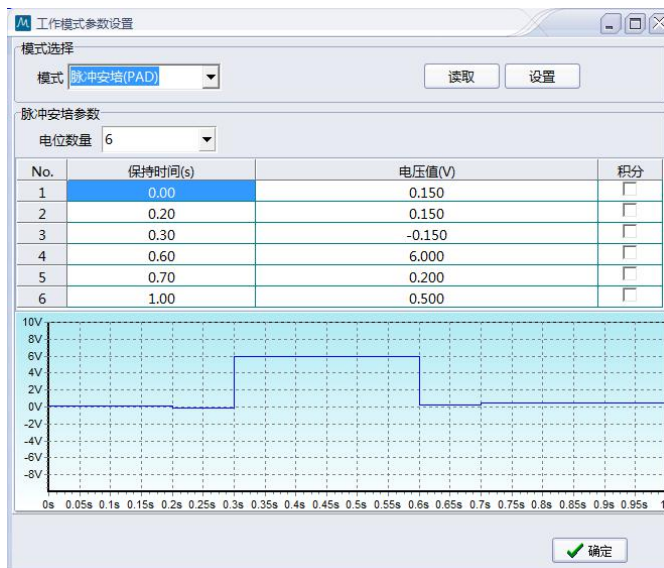 工作模式参数设置
模式选择
模式 脉冲安培(PAD) 读取 设置
脉冲安培参数
电位数量 6
No. 保持时间(s) 电压值(V) 积分
1 0.00 0.150
2 0.20 0.150
3 0.30 -0.150
4 0.60 6.000
5 0.70 0.200
6 1.00 0.500
10V
8V
6V
4V
2V
0V
-2V
-4V
-6V
-8V
0s 0.05s 0.1s 0.15s 0.2s 0.25s 0.3s 0.35s 0.4s 0.45s 0.5s 0.55s 0.6s 0.65s 0.7s 0.75s 0.8s 0.85s 0.9s 0.95s 1
确定